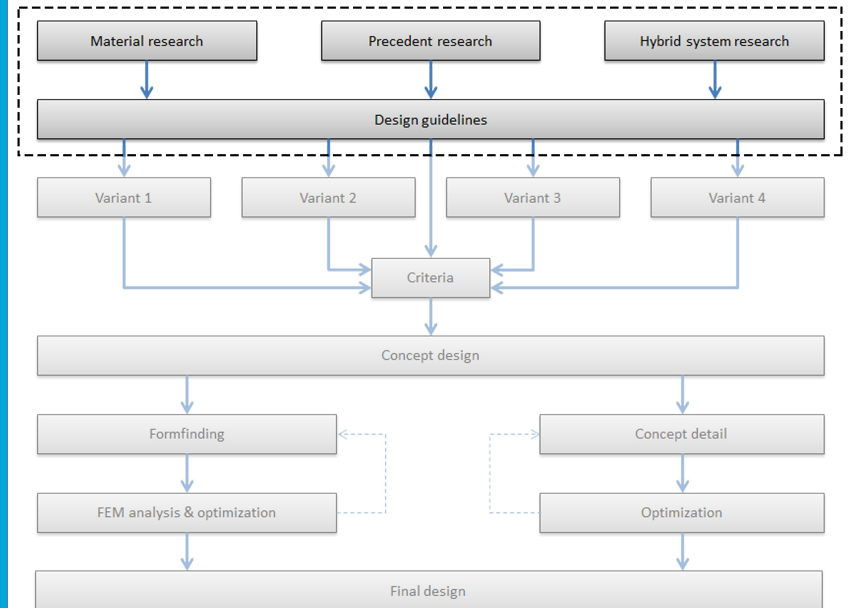 Material research
Precedent research
Hybrid system research
Design guidelines
Variant 1
Variant 2
Variant 3
Variant 4
Criteria
Concept design
Formfinding
Concept detail
FEM analysis & optimization
Optimization
Final design